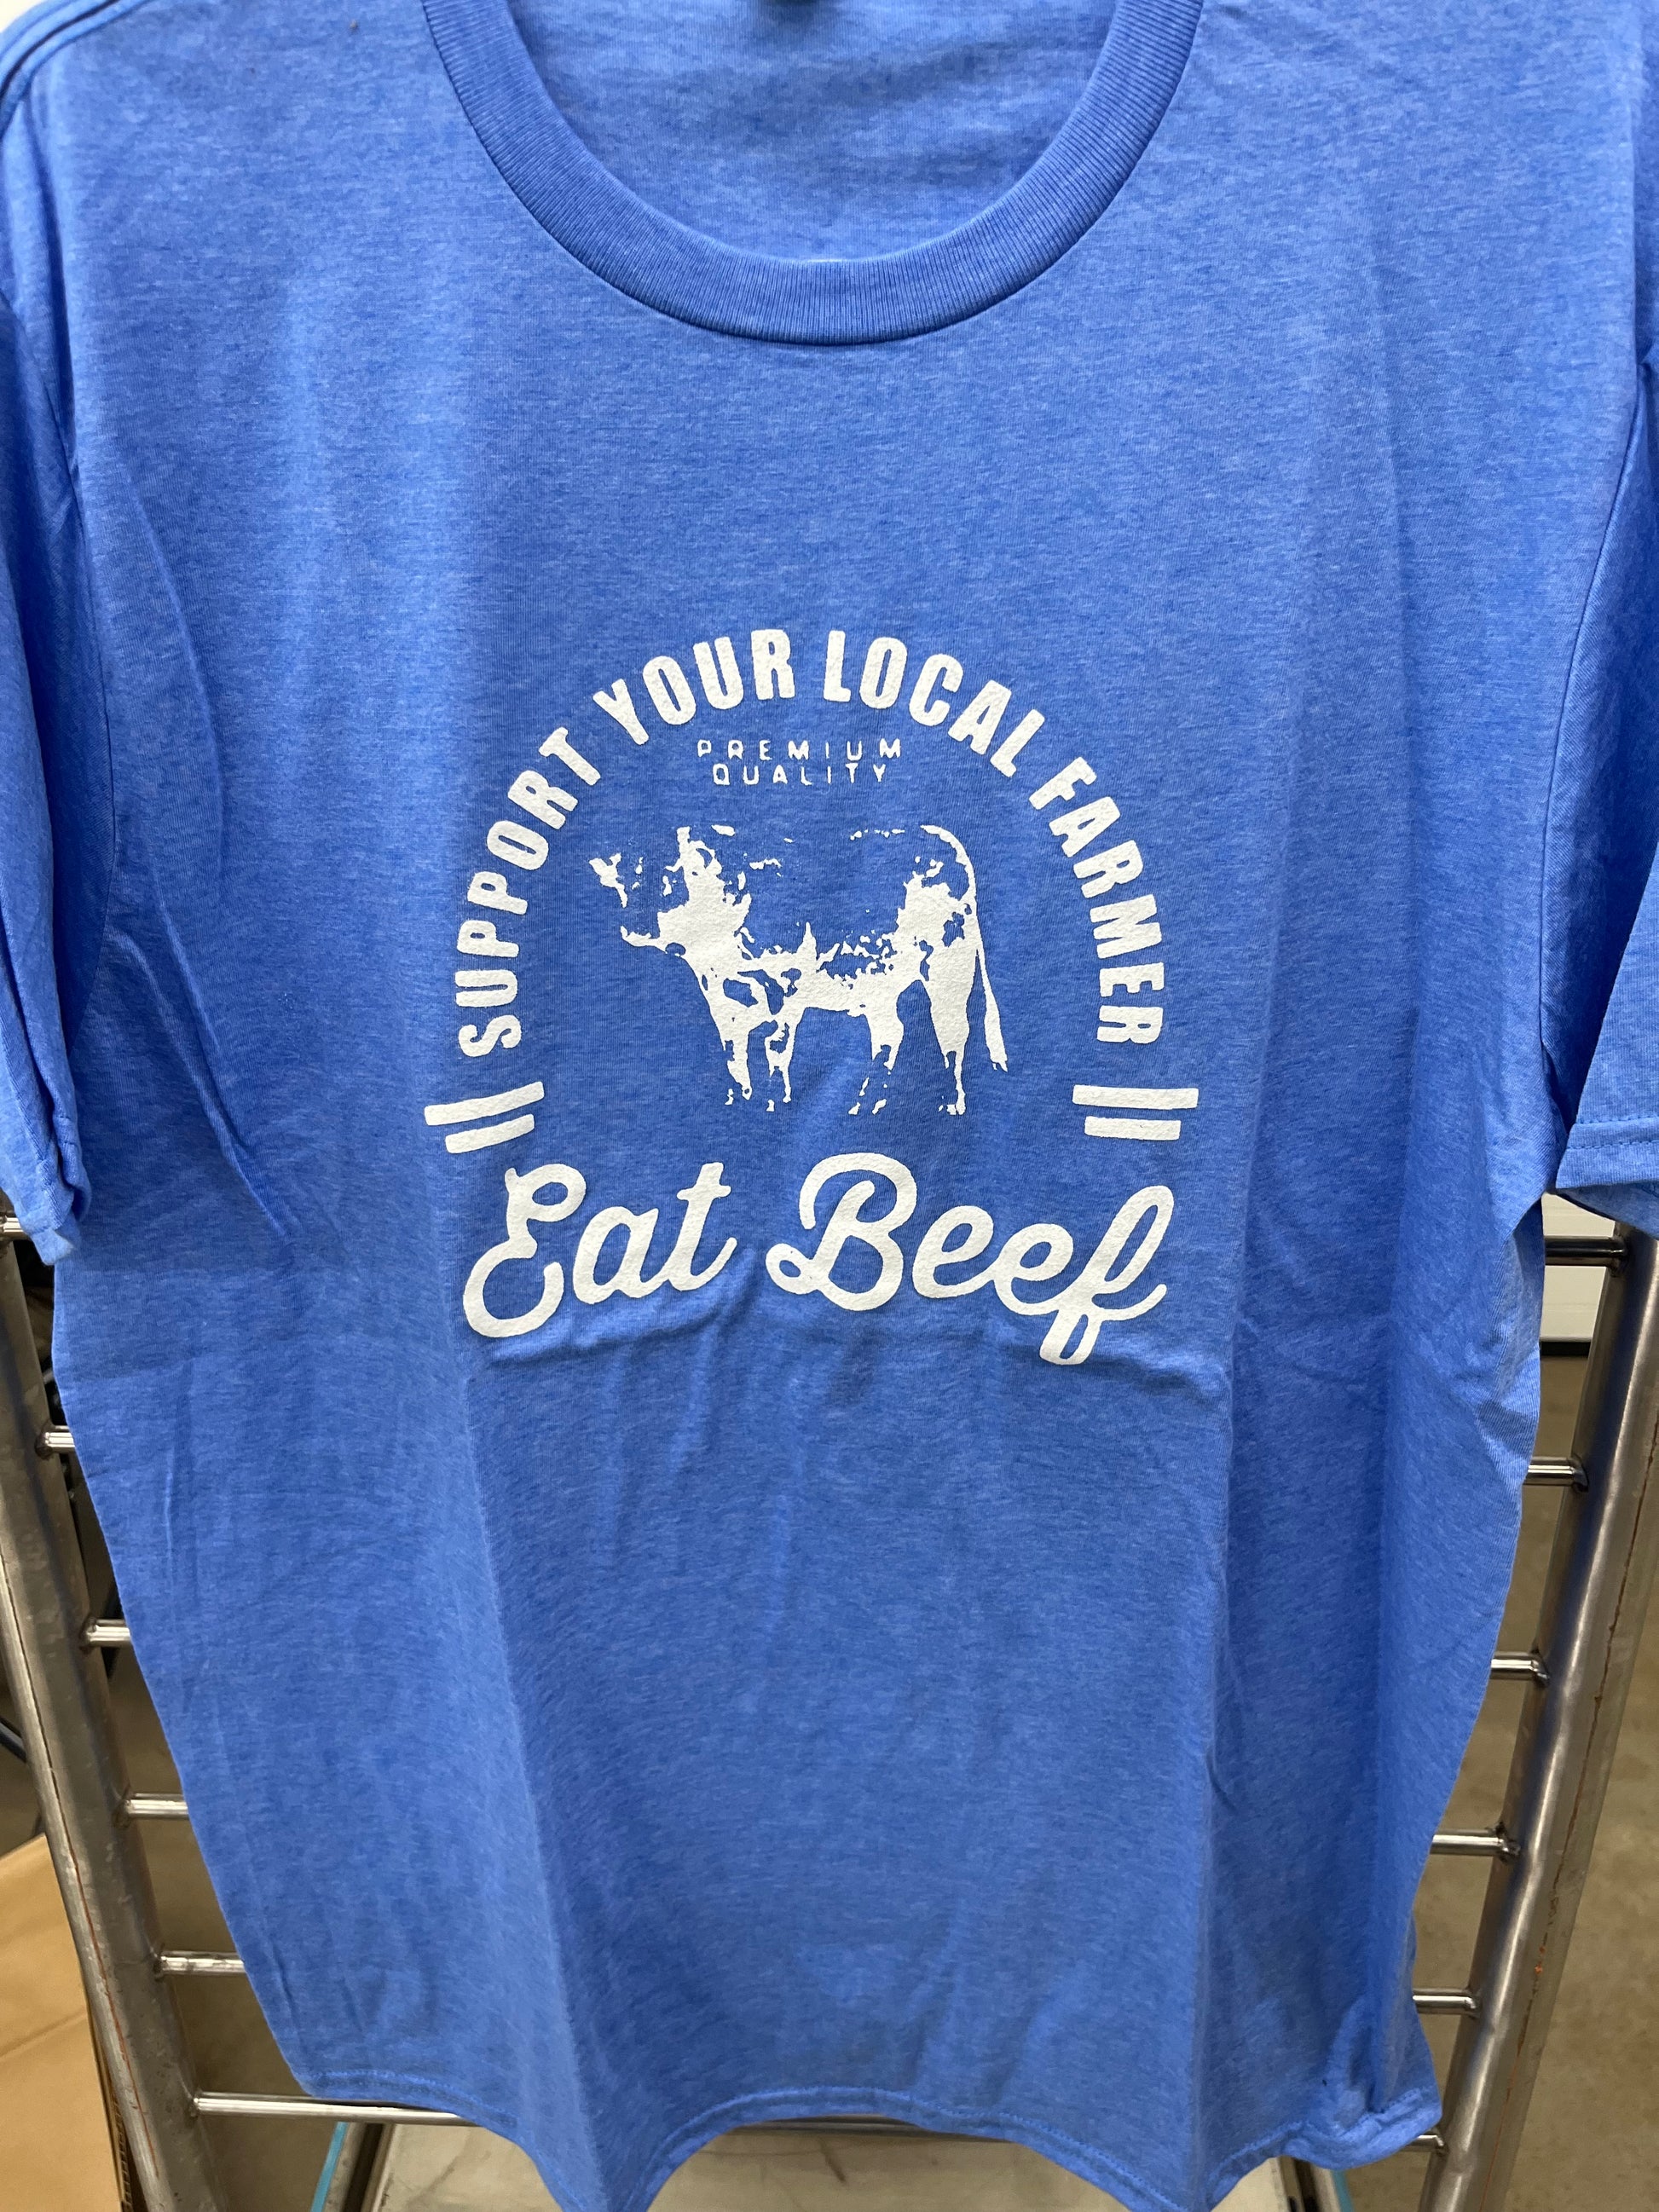 SUPPORT YOUR LOCAL FARMER
PREMIUM
QUALITY
Eat Beef